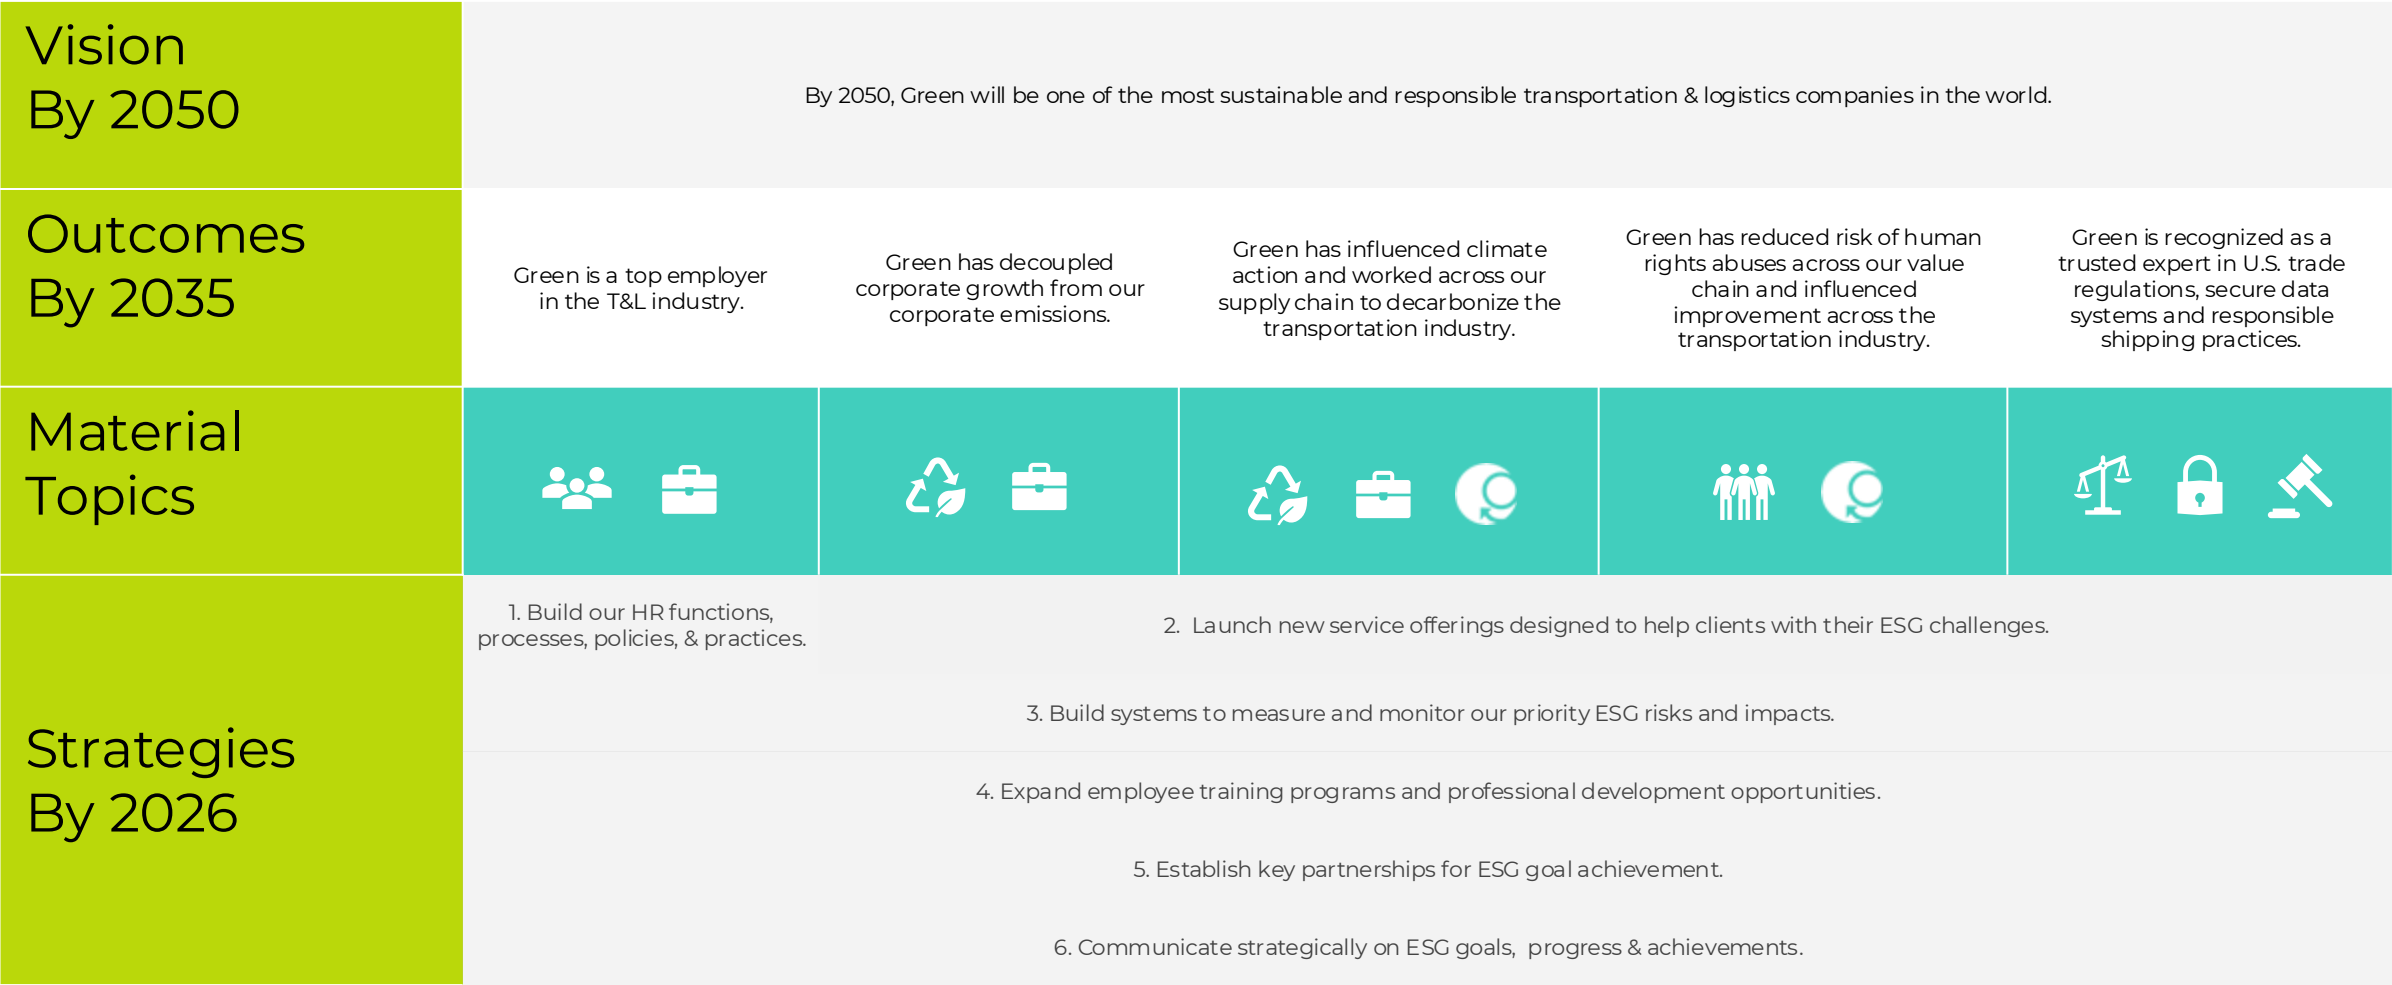 Vision
By 2050
By 2050, Green will be one of the most sustainable and responsible transportation & logistics companies in the world.
Outcomes
By 2035
Green is a top employer
in the T&L industry.
Green has decoupled
corporate growth from our
corporate emissions.
Green has influenced climate
action and worked across our
supply chain to decarbonize the
transportation industry.
Green has reduced risk of human
rights abuses across our value
chain and influenced
improvement across the
transportation industry.
Green is recognized as a
trusted expert in U.S. trade
regulations, secure data
systems and responsible
shipping practices.
Material
Topics
Strategies
By 2026
1. Build our HR functions,
processes, policies, & practices.
2. Launch new service offerings designed to help clients with their ESG challenges.
3. Build systems to measure and monitor our priority ESG risks and impacts.
4. Expand employee training programs and professional development opportunities.
5. Establish key partnerships for ESG goal achievement.
6. Communicate strategically on ESG goals, progress & achievements.